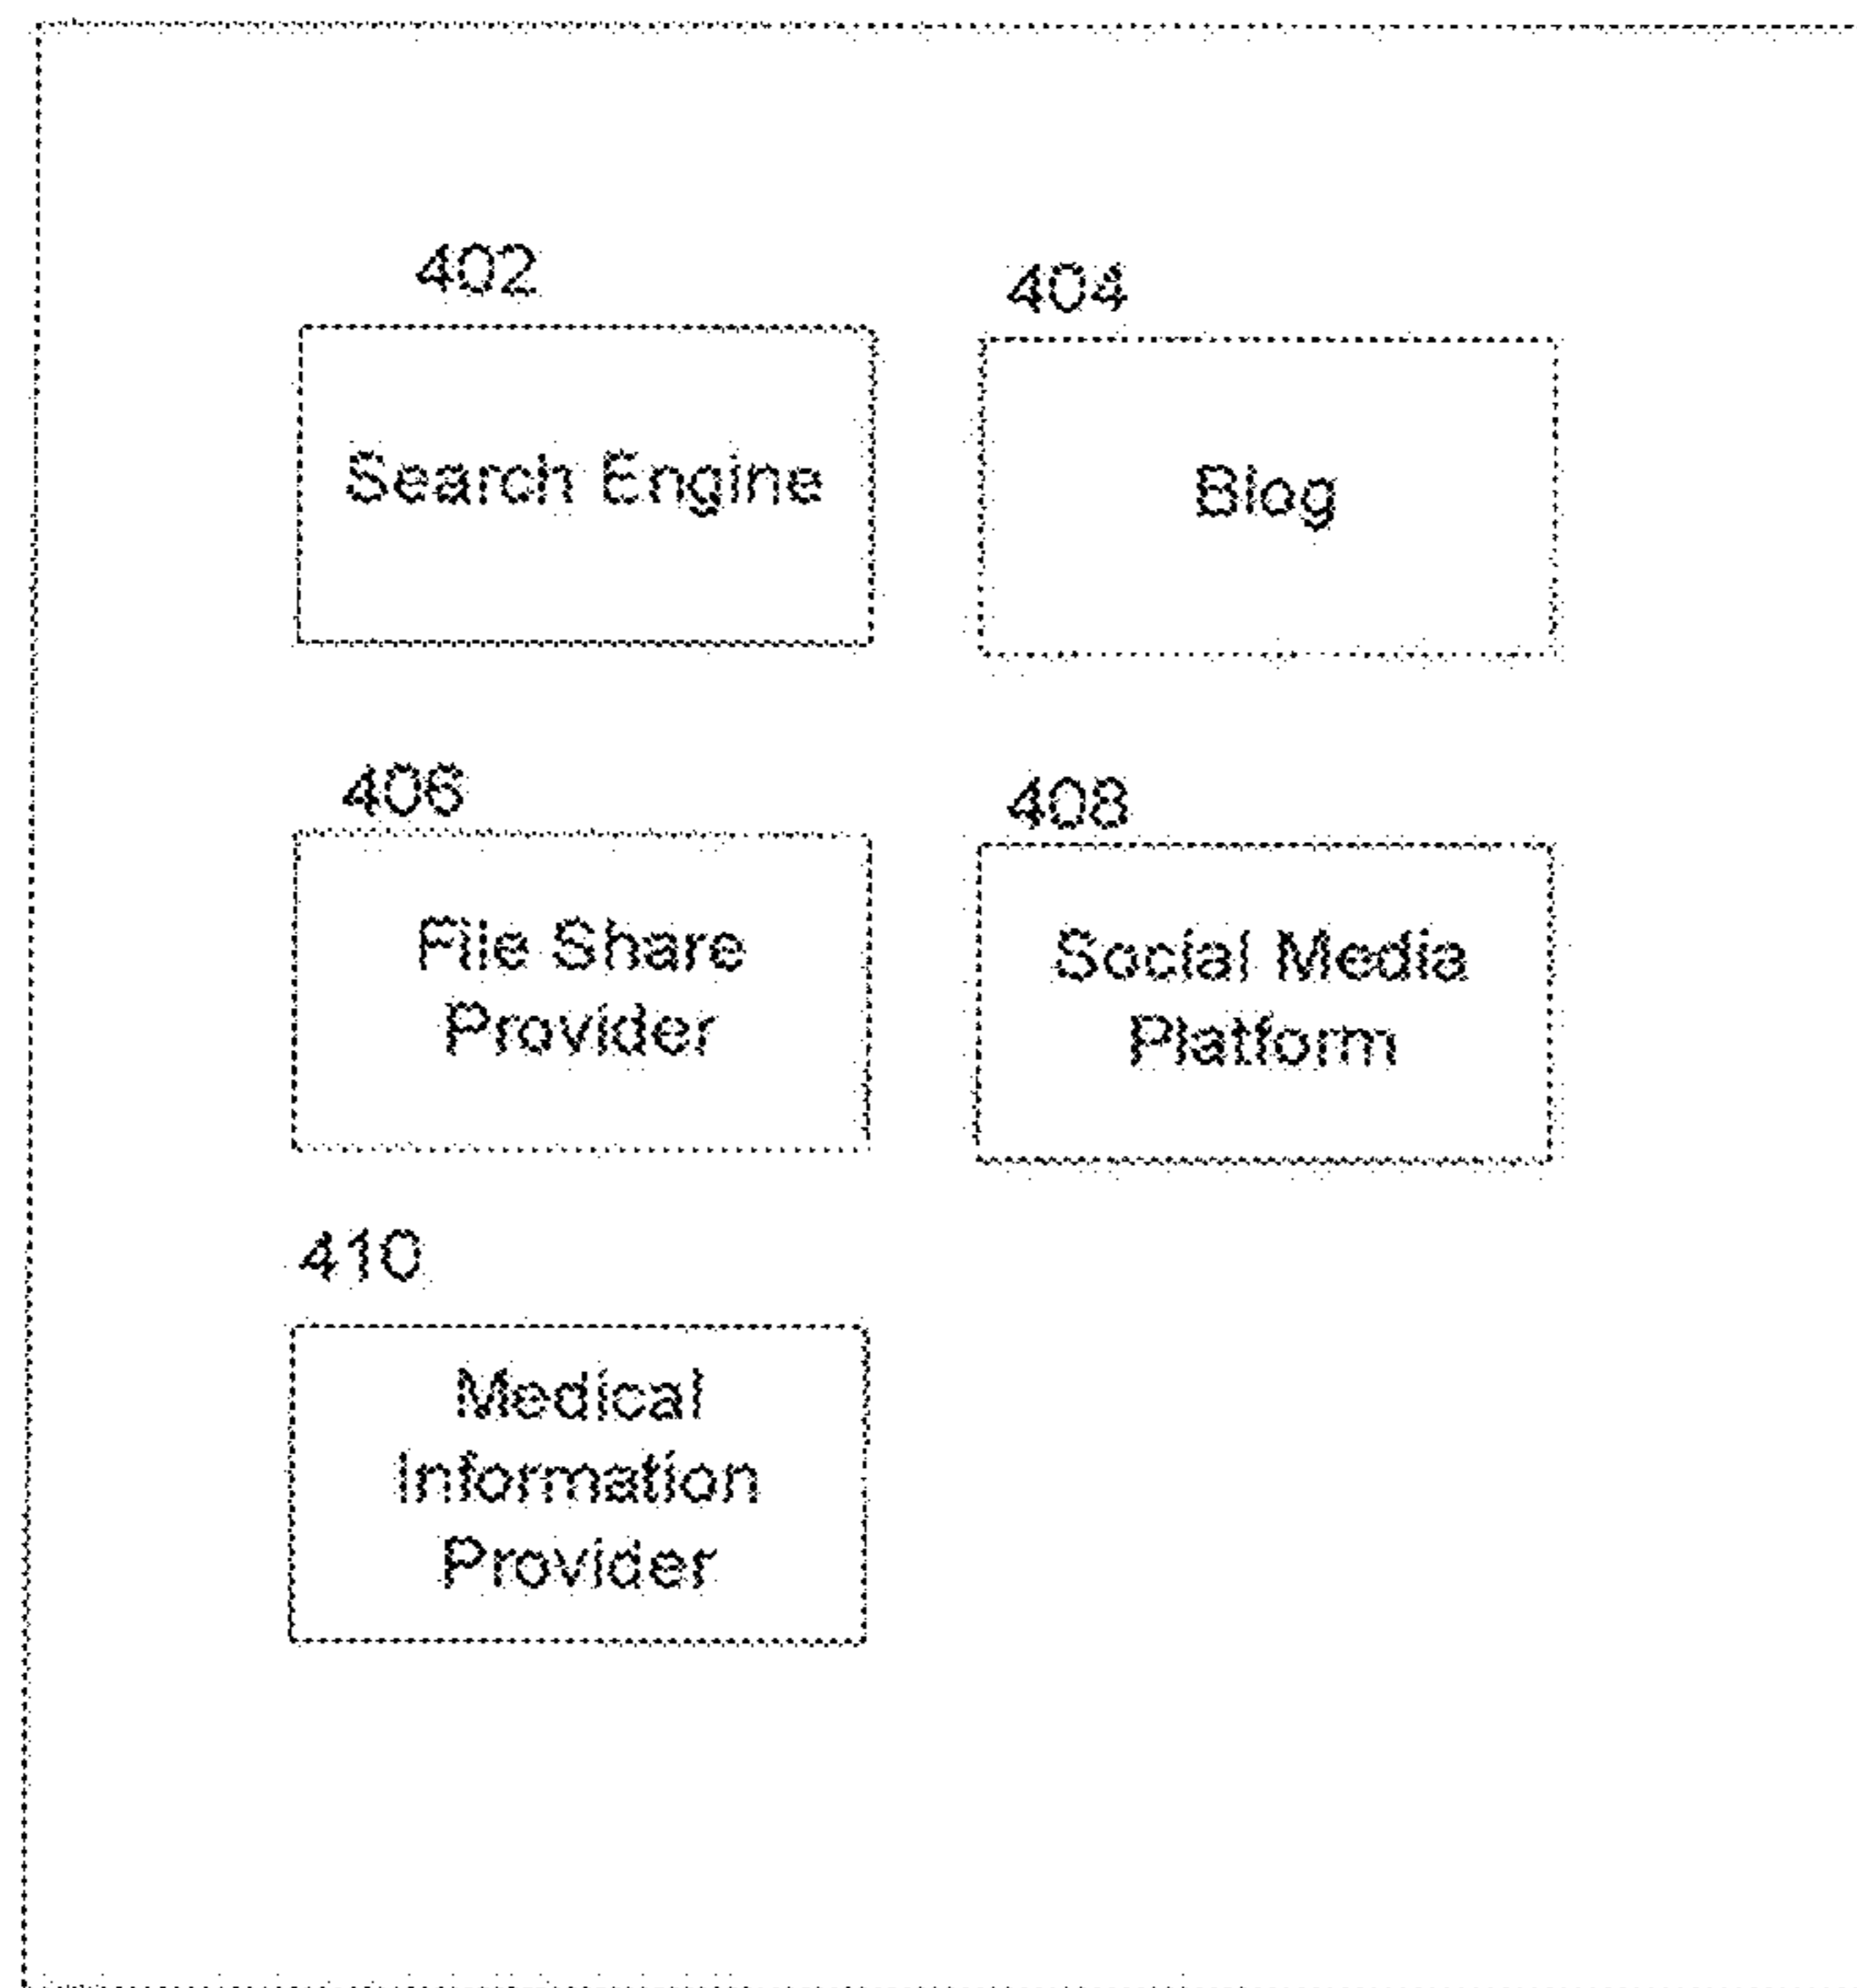 402
404
Search Engine
Blog
406
408
File Share
Provider
Social Media
Platform
410
Medical
Information
Provider